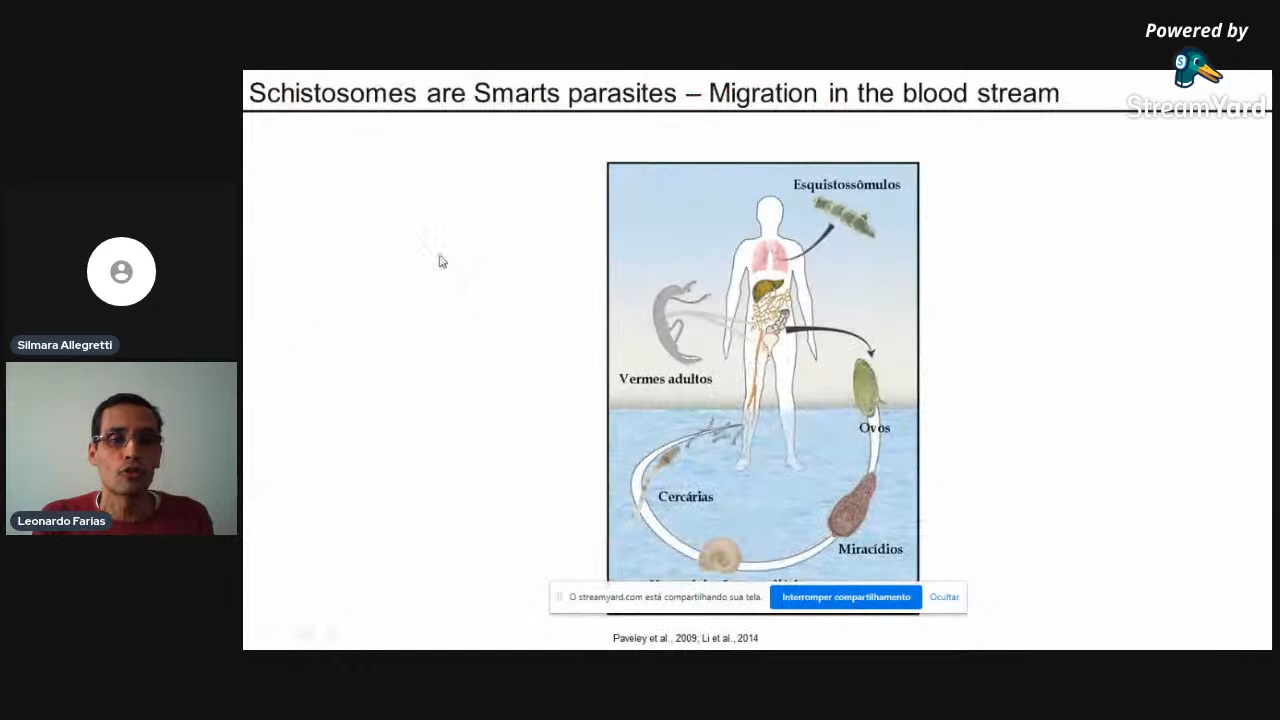 Powered by
StreamYard
Schistosomes are Smarts parasites – Migration in the blood stream
Esquistossômulos
Vermes adultos
Ovos
Cercárias
Miracídios
O streamyard.com está compartilhando sua tela.
Interromper compartilhamento
Ocultar
Paveley et al., 2009; Li et al., 2014
Silmara Allegretti
Leonardo Farias